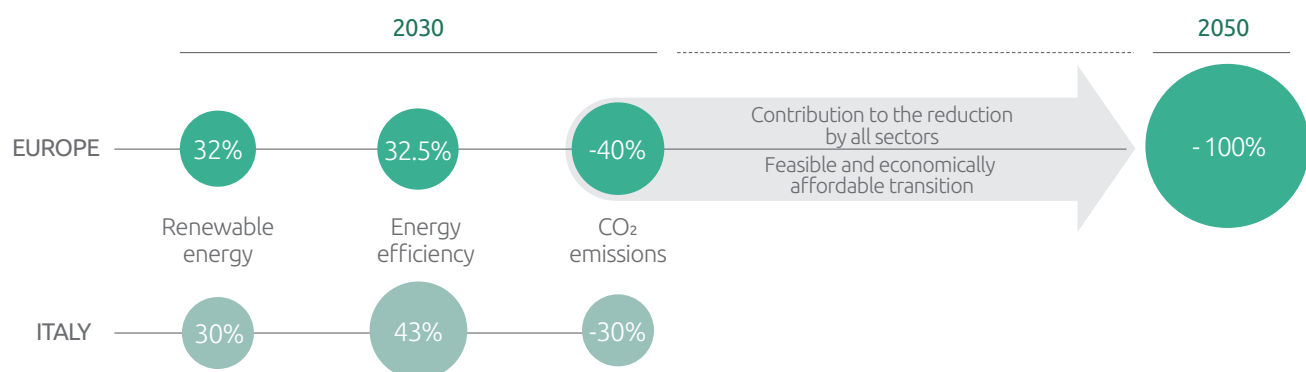 2030
2050
EUROPE
32%
32.5%
-40%
Contribution to the reduction
by all sectors
Feasible and economically
affordable transition
- 100%
Renewable
energy
Energy
efficiency
CO₂
emissions
ITALY
30%
43%
-30%